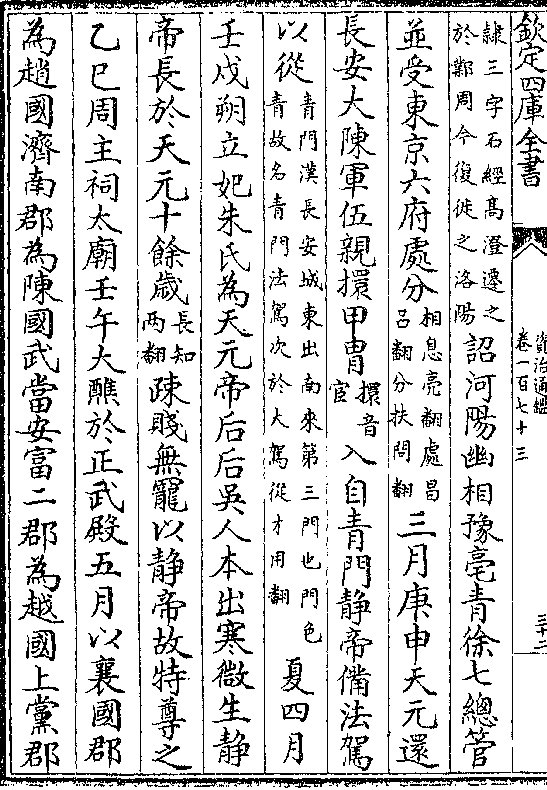 欽定四庫全書
資治通鑑
卷一百七十三
三十二
隸三字石經高澄遷之
於鄴周今復徙之洛陽
詔河陽幽相豫亳青徐七總管
並受東京六府處分
相息亮翻處昌
呂翻分扶問翻
三月庚申天元還
長安大陳軍伍親擐甲冑
擐音
宦
入自青門静帝備法駕
以從
青門漢長安城東出南來第三門也門色
青故名青門法駕次於大駕從才用翻
夏四月
壬戌朔立妃朱氏為天元帝后后吳人本出寒微生静
帝長於天元十餘歳
長知
兩翻
疎賤無寵以静帝故特尊之
乙巳周主祠太廟壬午大醮於正武殿五月以襄國郡
為趙國濟南郡為陳國武當安富二郡為越國上黨郡